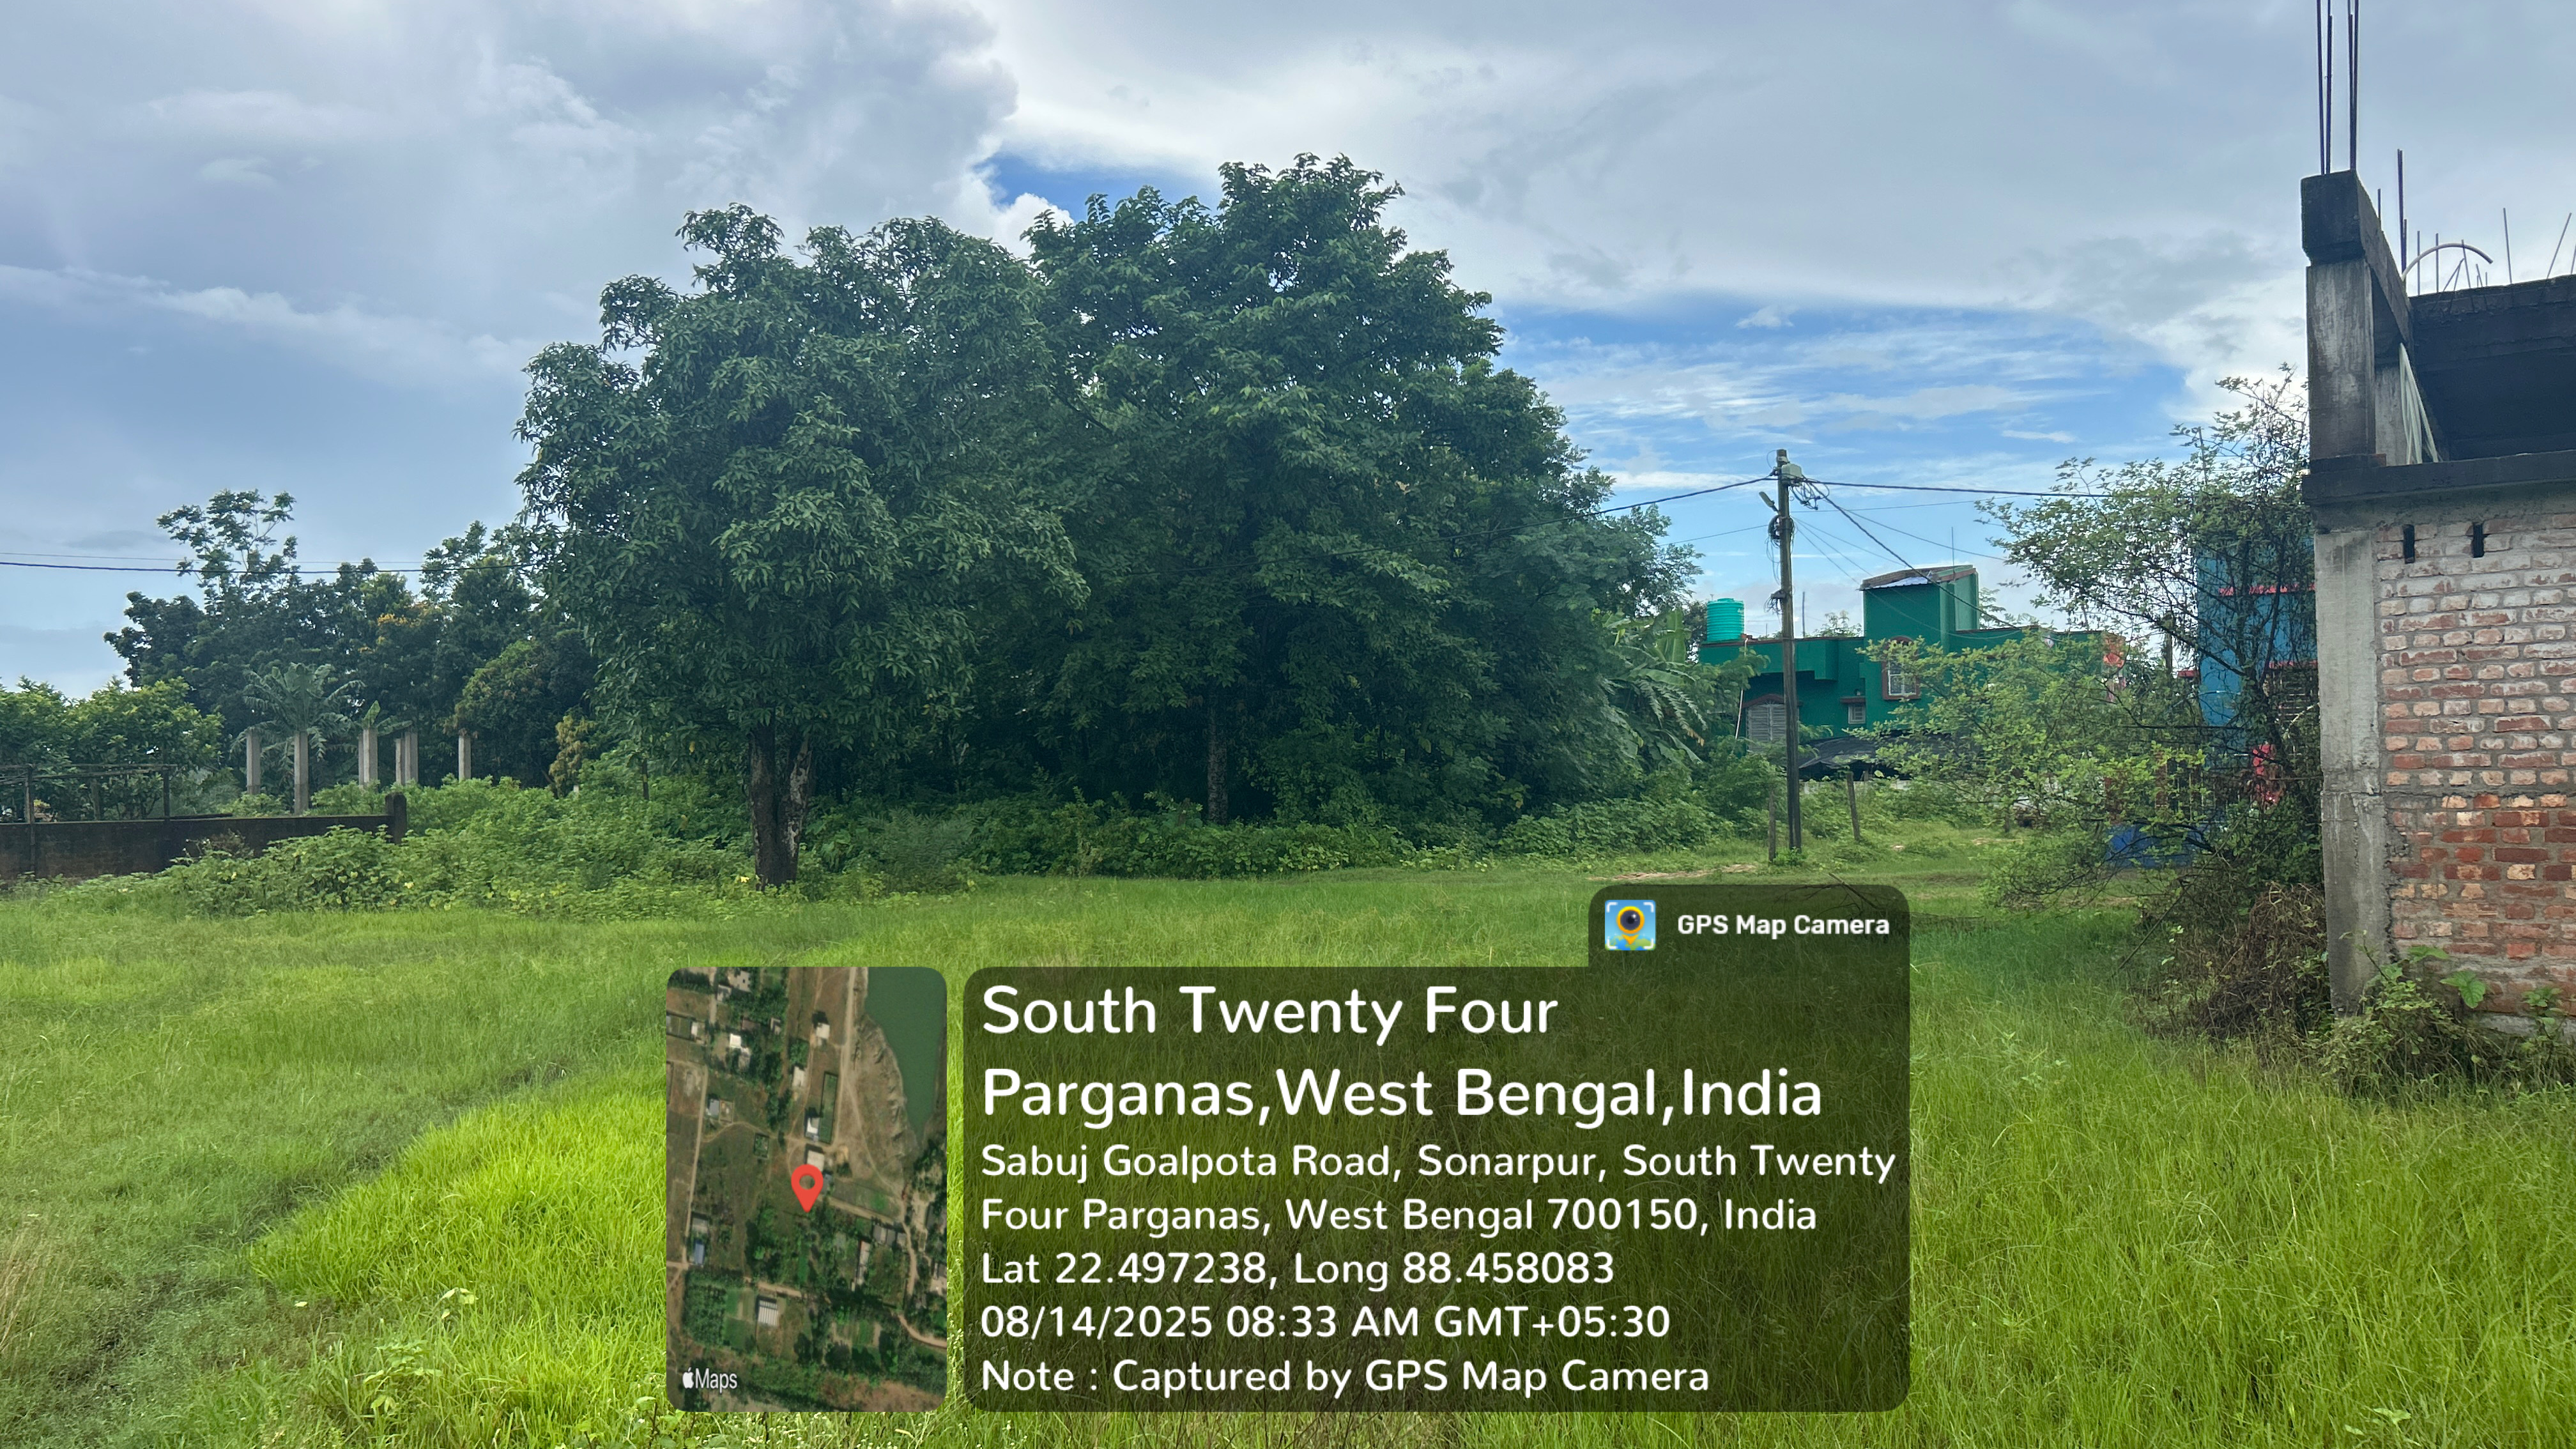 GPS Map Camera
South Twenty Four
Parganas,West Bengal,India
Sabuj Goalpota Road, Sonarpur, South Twenty
Four Parganas, West Bengal 700150, India
Lat 22.497238, Long 88.458083
08/14/2025 08:33 AM GMT+05:30
Note : Captured by GPS Map Camera
Maps